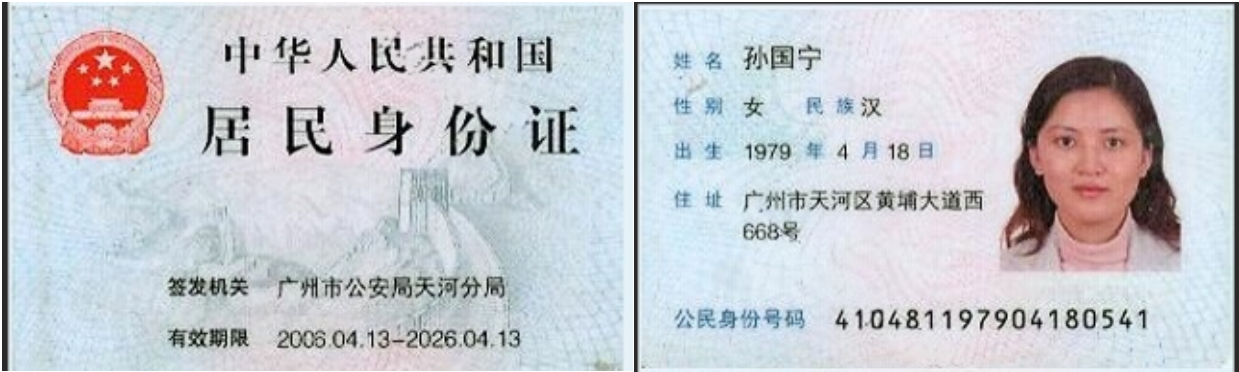 中华人民共和国
居民身份证
签发机关 广州市公安局天河分局
有效期限 2006.04.13-2026.04.13
姓名 孙国宁
性别 女 民族 汉
出生 1979 年 4 月 18 日
住址 广州市天河区黄埔大道西
668号
公民身份号码 410481197904180541